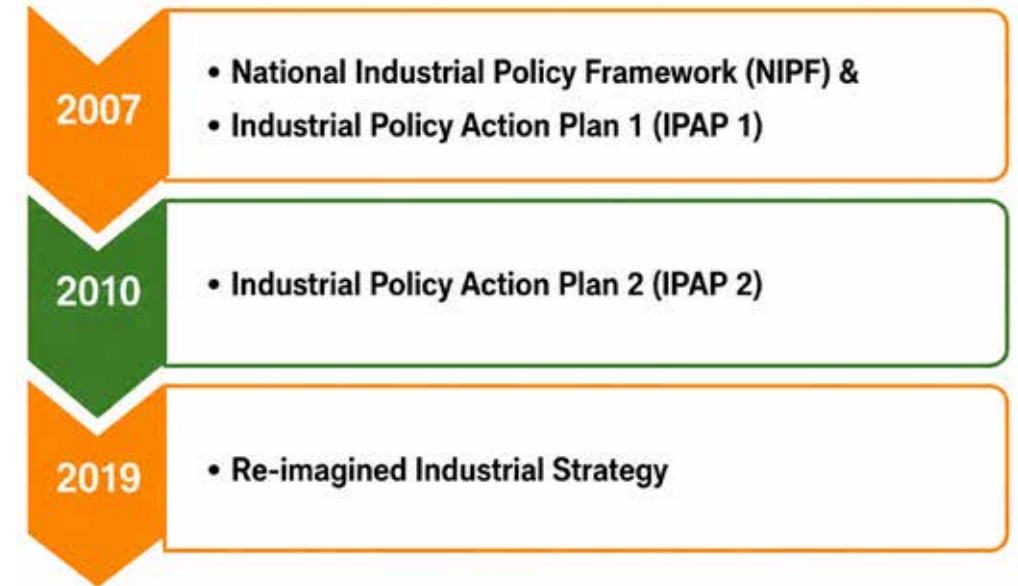 2007
• National Industrial Policy Framework (NIPF) &
• Industrial Policy Action Plan 1 (IPAP 1)
2010
• Industrial Policy Action Plan 2 (IPAP 2)
2019
• Re-imagined Industrial Strategy